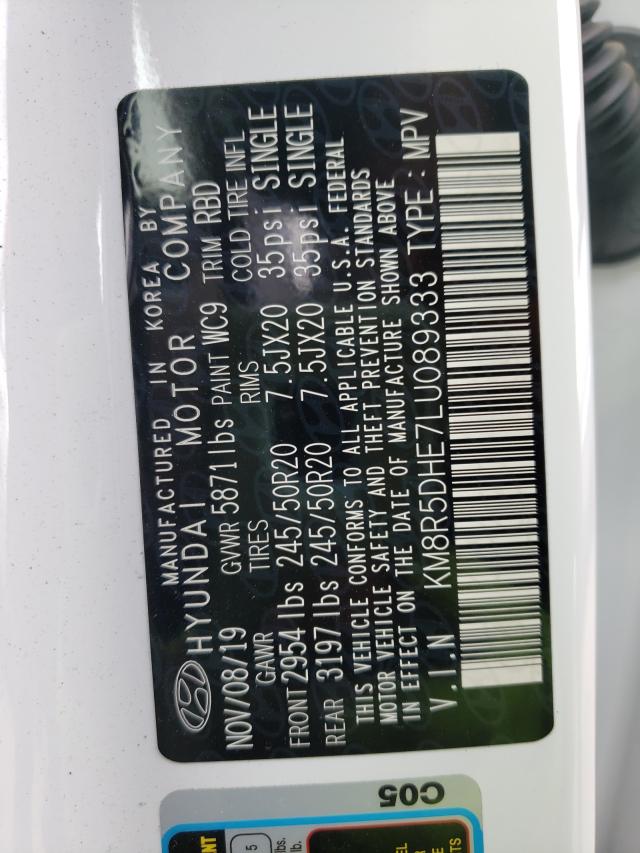 MANUFACTURED IN KOREA BY
HYUNDAI MOTOR COMPANY
NOV/08/19 GVWR 5871lbs PAINT WC9 TRIM RBD
GAWR TIRES RIMS COLD TIRE INFL
FRONT 2954 lbs 245/50R20 7.5JX20 35psi SINGLE
REAR 3197 lbs 245/50R20 7.5JX20 35psi SINGLE
THIS VEHICLE CONFORMS TO ALL APPLICABLE U.S.A. FEDERAL
MOTOR VEHICLE SAFETY AND THEFT PREVENTION STANDARDS
IN EFFECT ON THE DATE OF MANUFACTURE SHOWN ABOVE
V.I.N KM8R5DHE7LU089333 TYPE : MPV
C05
5
lbs.
lb.